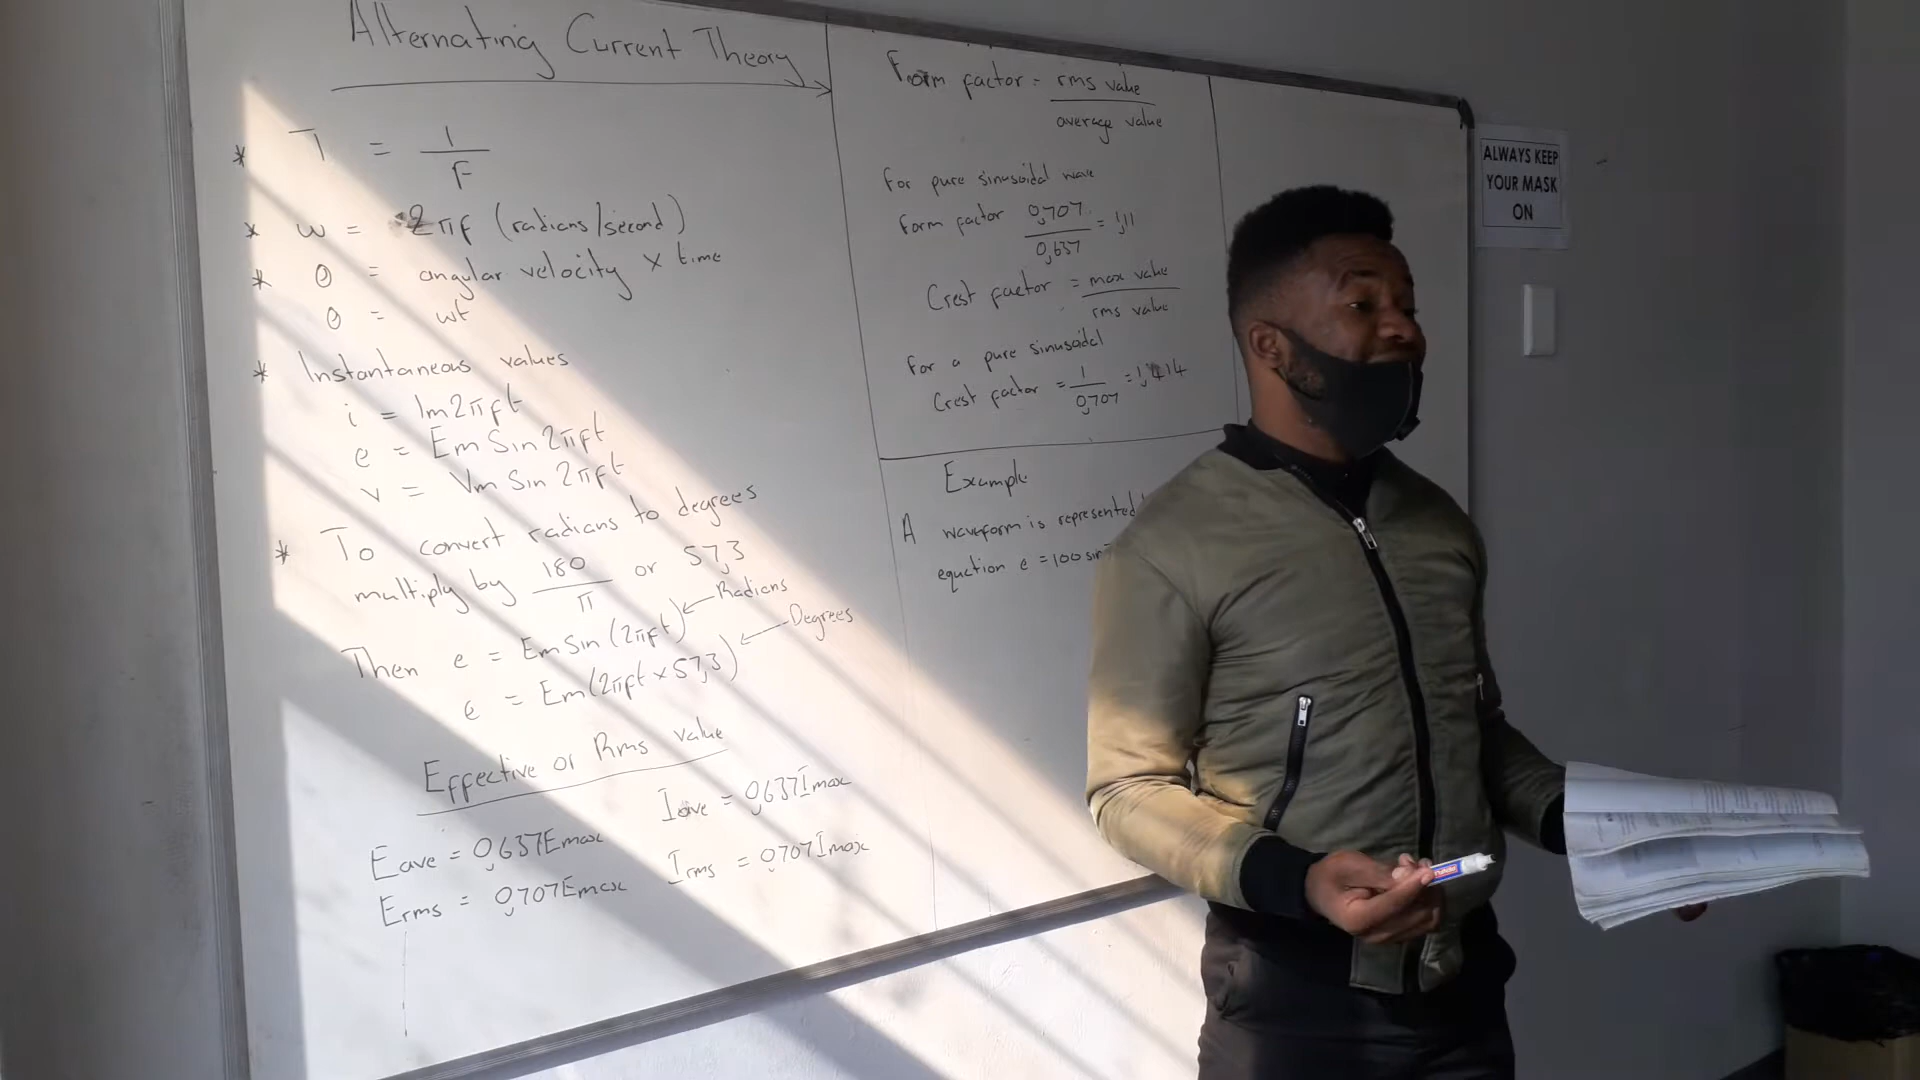 Alternating Current Theory
* T = 1/F
* w = 2πf (radians/second)
* θ = angular velocity × time
θ = wt
* Instantaneous values
i = Im2πft
e = Em Sin 2πft
v = Vm Sin 2πft
* To convert radians to degrees
multiply by 180/π or 57,3
Then e = Em Sin (2πft) ← Radians
e = Em (2πft × 57,3) ← Degrees
Effective or Rms value
Eave = 0,637Emax Iave = 0,637Imax
Erms = 0,707Emax Irms = 0,707Imax
Form factor = rms value / average value
For pure sinusoidal wave
Form factor 0,707 / 0,637 = 1,11
Crest factor = max value / rms value
For a pure sinusoidal
Crest factor = 1 / 0,707 = 1,414
Example
A waveform is represented
equation e = 100 sin
ALWAYS KEEP
YOUR MASK
ON